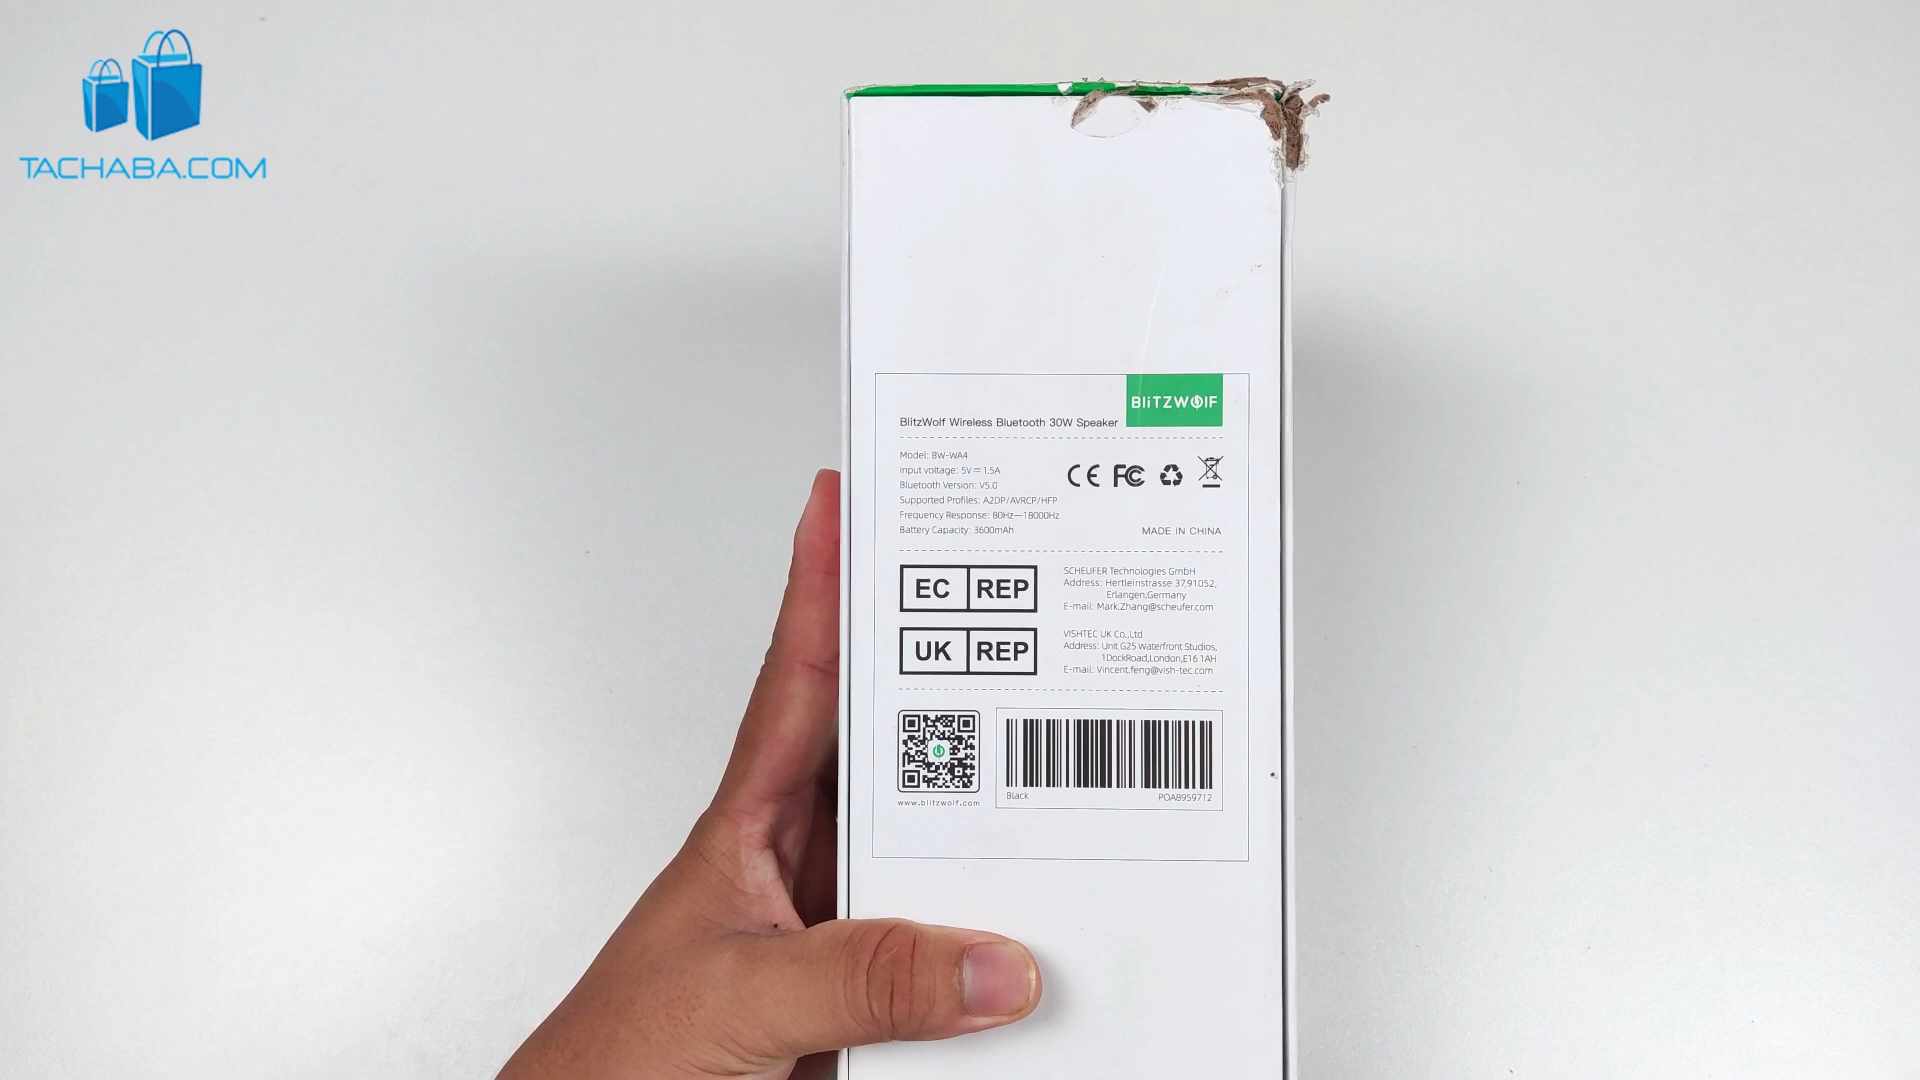 TACHABA.COM
BlitzWolf
BlitzWolf Wireless Bluetooth 30W Speaker
Model: BW-WA4
Input voltage: 5V⎓1.5A
Bluetooth Version: V5.0
Supported Profiles: A2DP/AVRCP/HFP
Frequency Response: 80Hz—18000Hz
Battery Capacity: 3600mAh
CE FC
MADE IN CHINA
EC REP
SCHEUFER Technologies GmbH
Address: Hertleinstrasse 37,91052,
Erlangen,Germany
E-mail: Mark.Zhang@scheufer.com
UK REP
VISHTEC UK Co.,Ltd
Address: Unit G25 Waterfront Studios,
1DockRoad,London,E16 1AH
E-mail: Vincent.feng@vish-tec.com
www.blitzwolf.com
Black
POA8959712